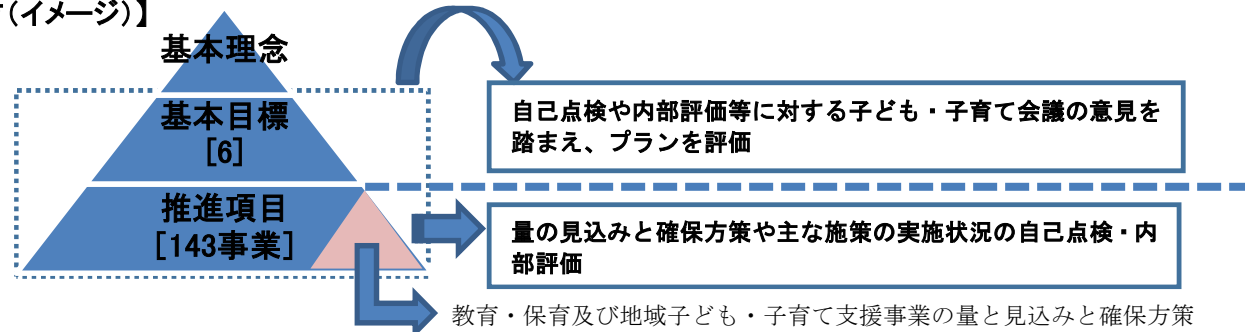 (イメージ)】
基本理念
基本目標
[6]
推進項目
[143事業]
自己点検や内部評価等に対する子ども・子育て会議の意見を
踏まえ、プランを評価
量の見込みと確保方策や主な施策の実施状況の自己点検・内
部評価
教育・保育及び地域子ども・子育て支援事業の量と見込みと確保方策